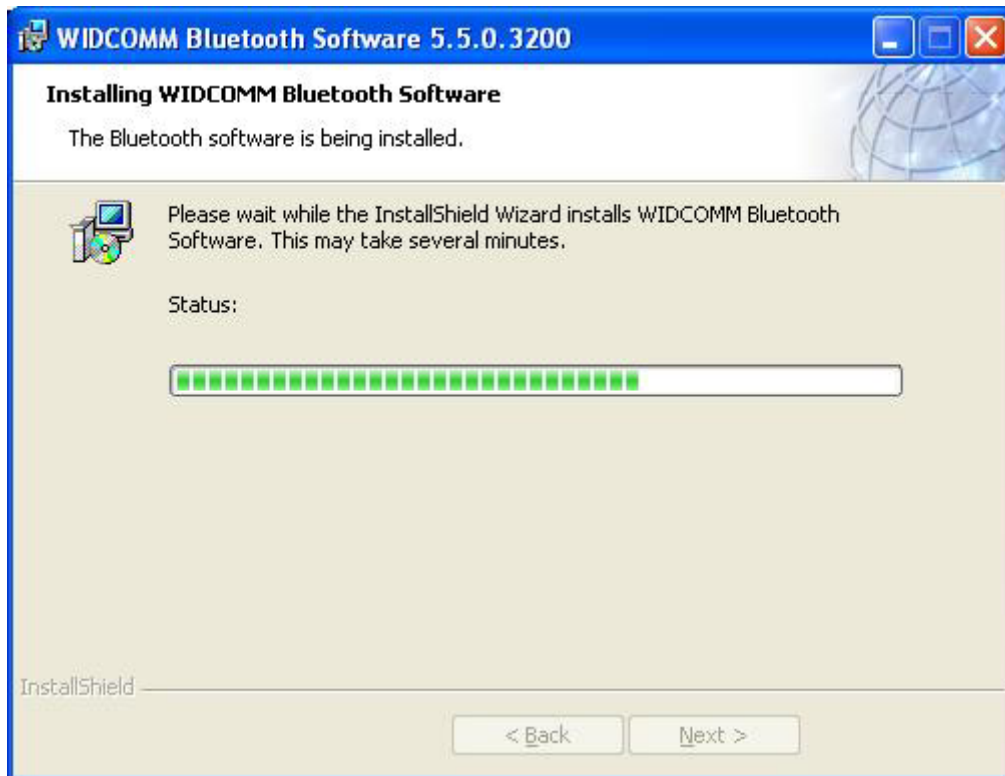 WIDCOMM Bluetooth Software 5.5.0.3200
Installing WIDCOMM Bluetooth Software
The Bluetooth software is being installed.
Please wait while the InstallShield Wizard installs WIDCOMM Bluetooth
Software. This may take several minutes.
Status:
InstallShield
< Back Next >